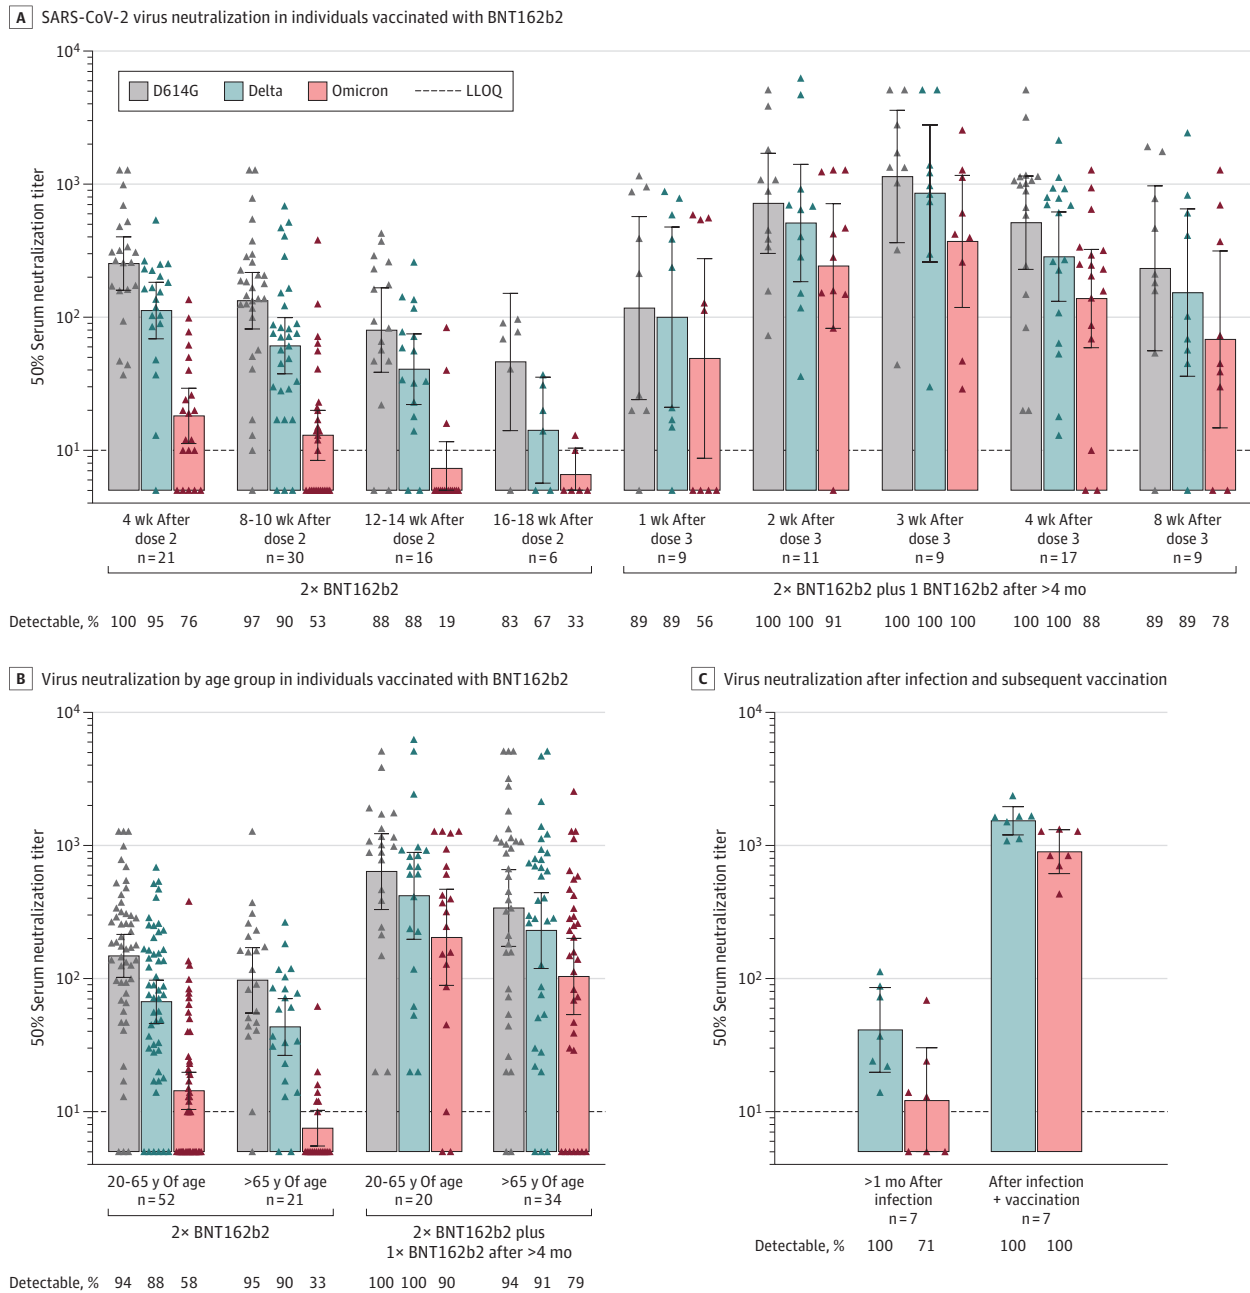 A SARS-CoV-2 virus neutralization in individuals vaccinated with BNT162b2
50% Serum neutralization titer
10⁴
10³
10²
10¹
D614G Delta Omicron LLOQ
4 wk After dose 2 n=21
8-10 wk After dose 2 n=30
12-14 wk After dose 2 n=16
16-18 wk After dose 2 n=6
1 wk After dose 3 n=9
2 wk After dose 3 n=11
3 wk After dose 3 n=9
4 wk After dose 3 n=17
8 wk After dose 3 n=9
2× BNT162b2
2× BNT162b2 plus 1 BNT162b2 after >4 mo
Detectable, % 100 95 76 97 90 53 88 88 19 83 67 33 89 89 56 100 100 91 100 100 100 100 100 88 89 89 78
B Virus neutralization by age group in individuals vaccinated with BNT162b2
50% Serum neutralization titer
10⁴
10³
10²
10¹
20-65 y Of age n=52
>65 y Of age n=21
20-65 y Of age n=20
>65 y Of age n=34
2× BNT162b2
2× BNT162b2 plus
1× BNT162b2 after >4 mo
Detectable, % 94 88 58 95 90 33 100 100 90 94 91 79
C Virus neutralization after infection and subsequent vaccination
50% Serum neutralization titer
10⁴
10³
10²
10¹
>1 mo After infection n=7
After infection + vaccination n=7
Detectable, % 100 71 100 100